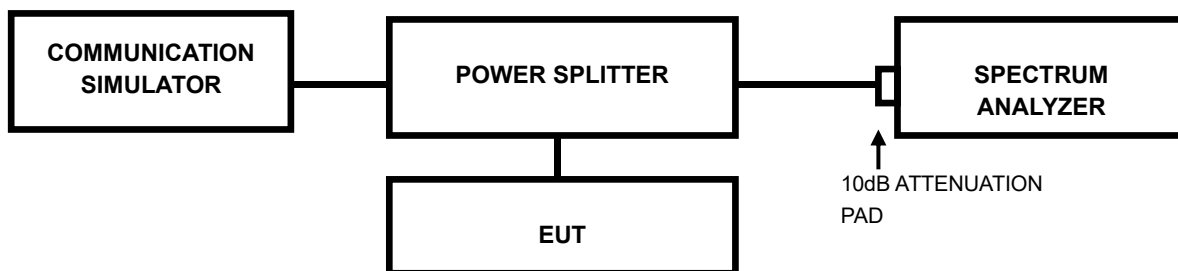 COMMUNICATION
SIMULATOR
POWER SPLITTER
SPECTRUM
ANALYZER
10dB ATTENUATION
PAD
EUT